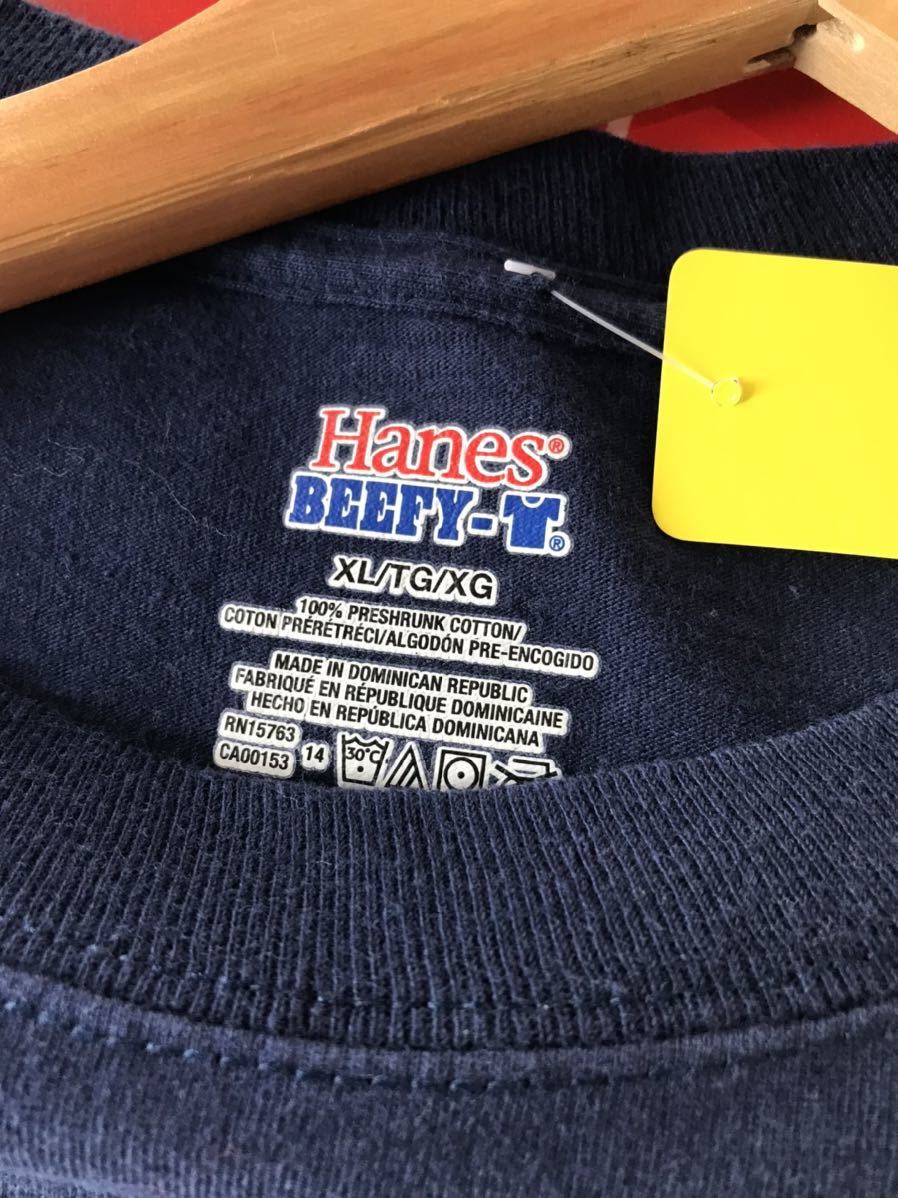 Hanes®
BEEFY-T®
XL/TG/XG
100% PRESHRUNK COTTON/
COTON PRÉRÉTRÉCI/ALGODÓN PRE-ENCOGIDO
MADE IN DOMINICAN REPUBLIC
FABRIQUÉ EN RÉPUBLIQUE DOMINICAINE
HECHO EN REPÚBLICA DOMINICANA
RN15763
CA00153 14 30°C